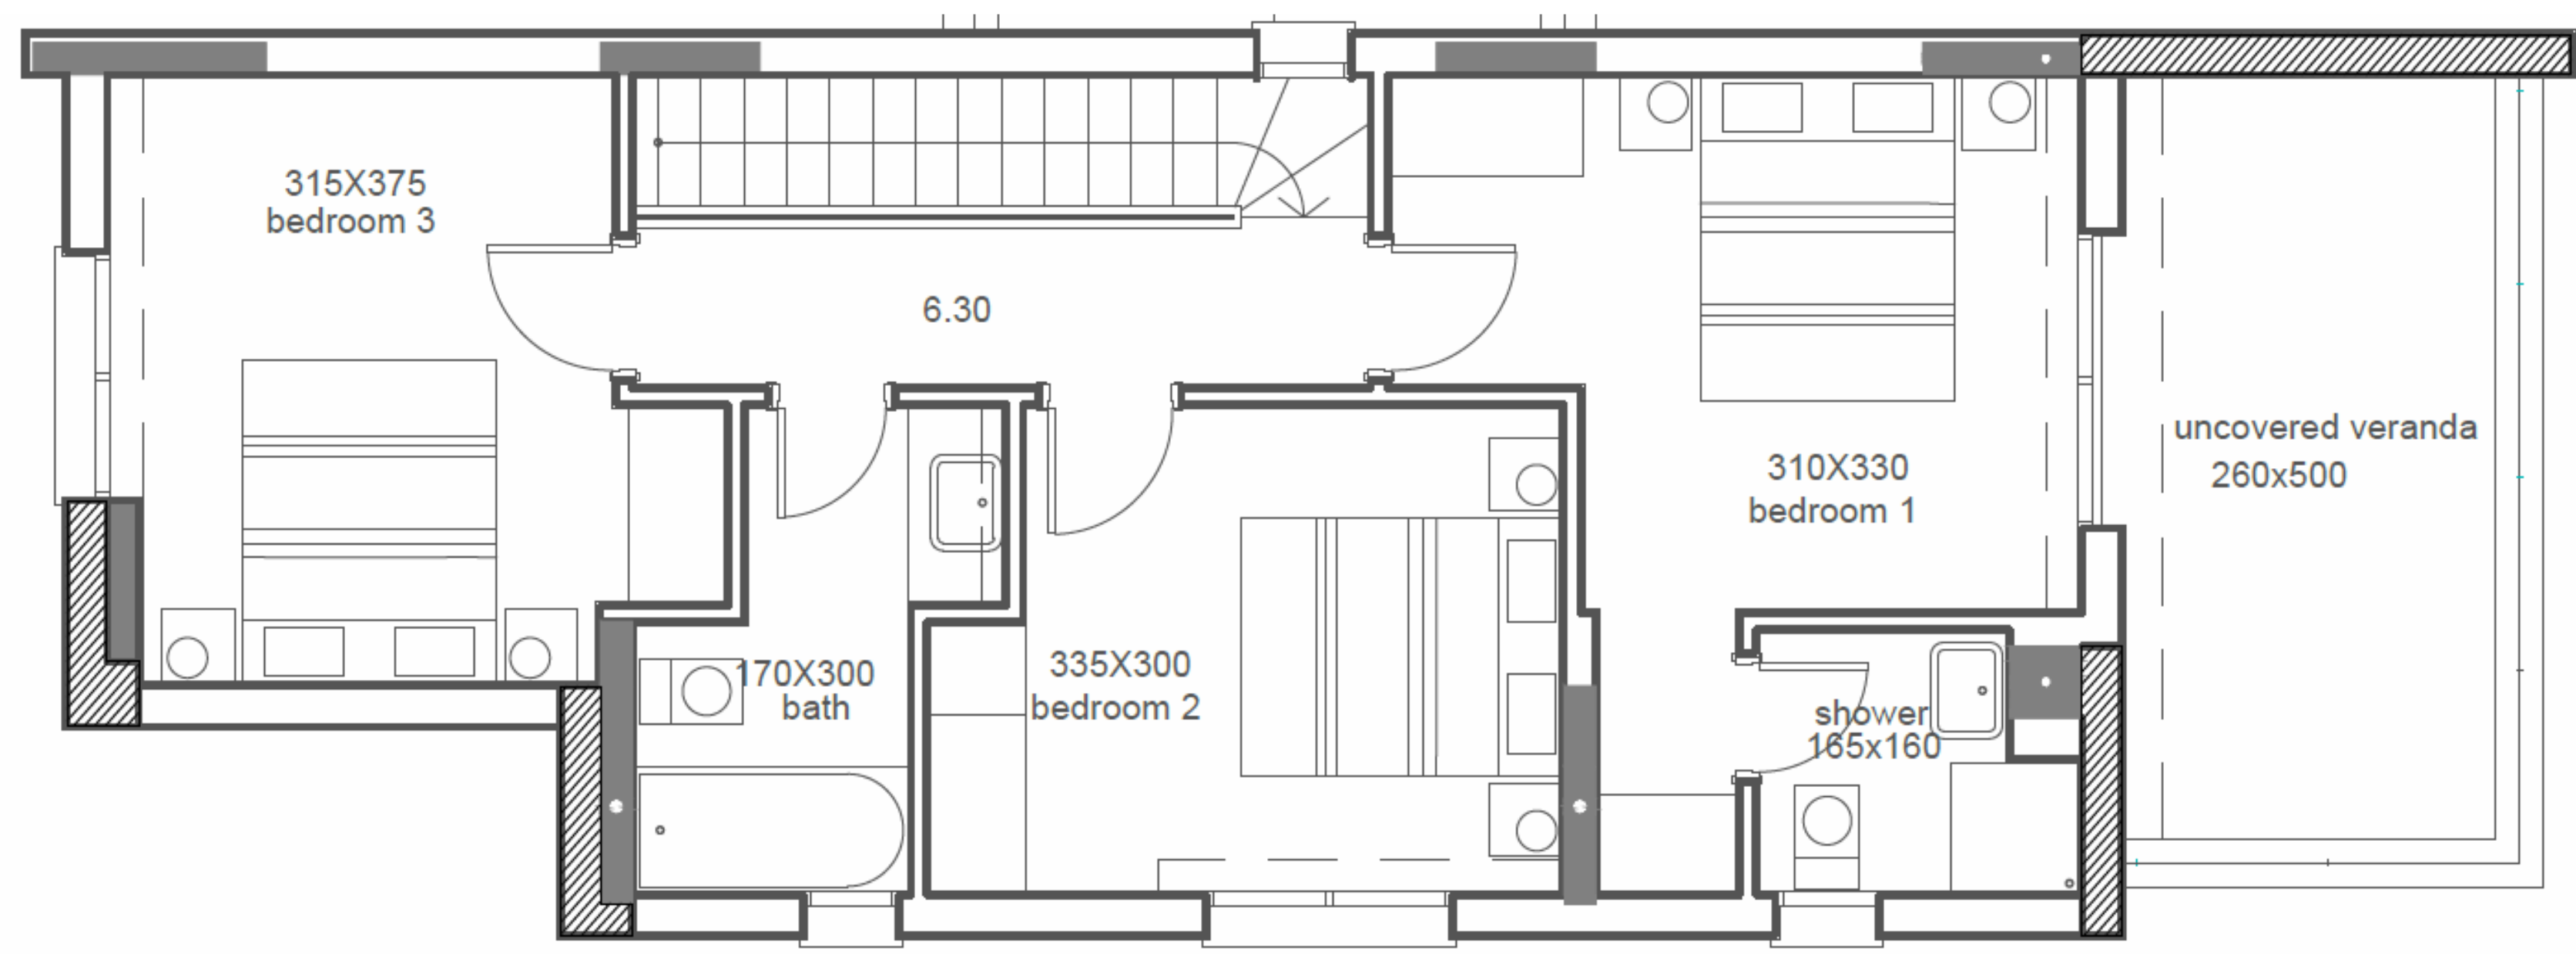 315X375
bedroom 3
6.30
170X300
bath
335X300
bedroom 2
310X330
bedroom 1
shower
165x160
uncovered veranda
260x500